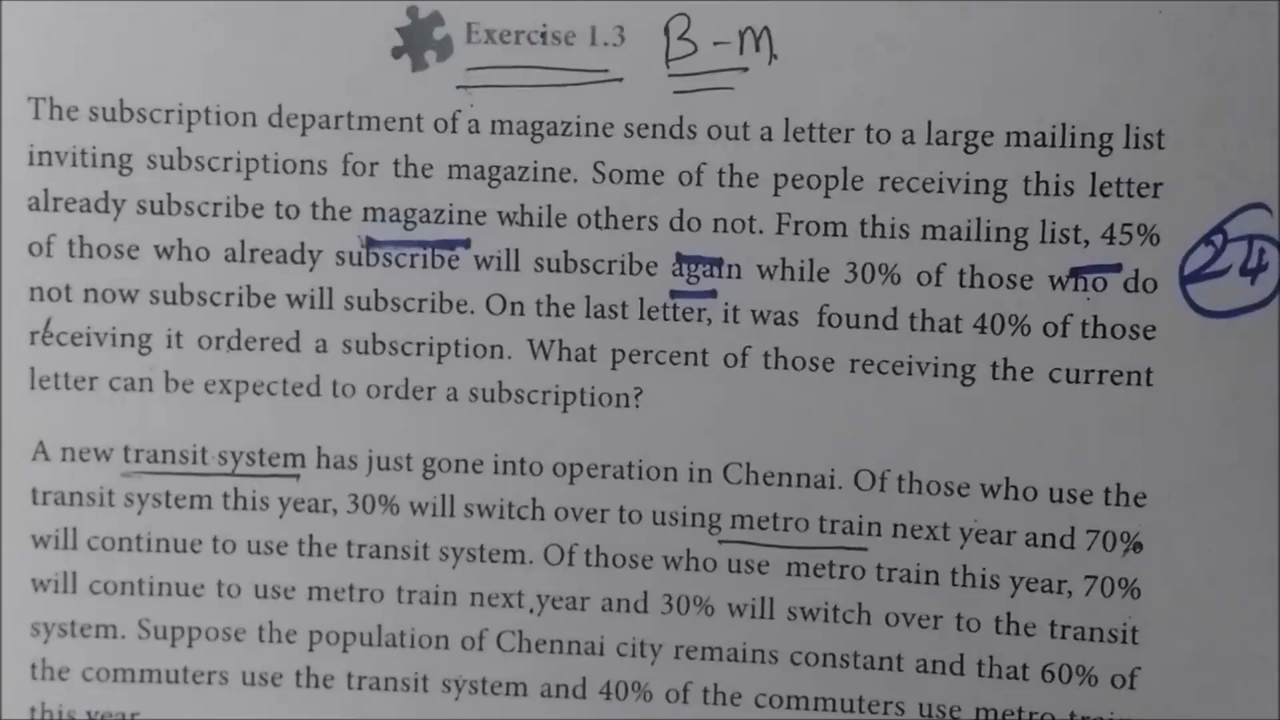 Exercise 1.3 B-M.
The subscription department of a magazine sends out a letter to a large mailing list
inviting subscriptions for the magazine. Some of the people receiving this letter
already subscribe to the magazine while others do not. From this mailing list, 45%
of those who already subscribe will subscribe again while 30% of those who do
24
not now subscribe will subscribe. On the last letter, it was found that 40% of those
receiving it ordered a subscription. What percent of those receiving the current
letter can be expected to order a subscription?
A new transit system has just gone into operation in Chennai. Of those who use the
transit system this year, 30% will switch over to using metro train next year and 70%
will continue to use the transit system. Of those who use metro train this year, 70%
will continue to use metro train next year and 30% will switch over to the transit
system. Suppose the population of Chennai city remains constant and that 60% of
the commuters use the transit system and 40% of the commuters use metro train
this year